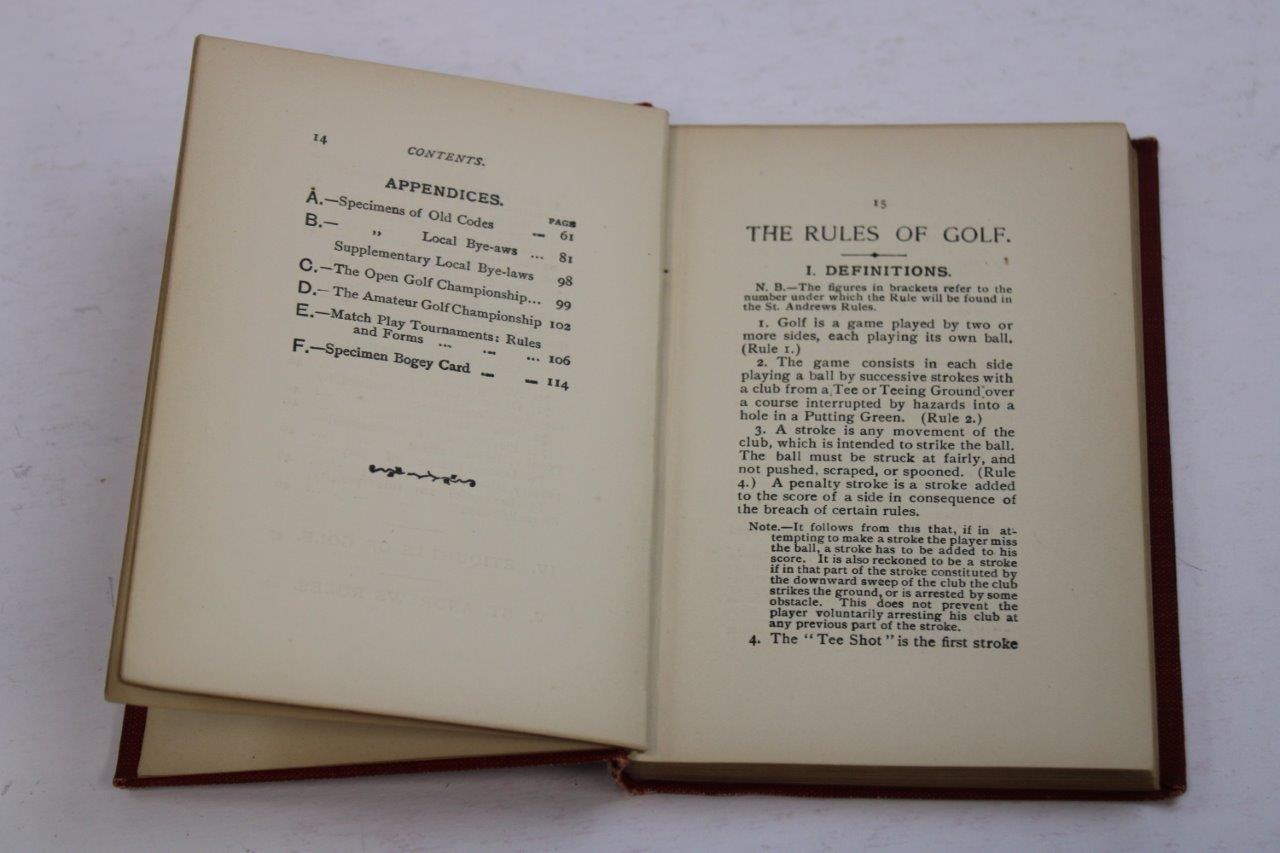 14
CONTENTS.
APPENDICES.
PAGE
A.—Specimens of Old Codes ... 61
B.— ,, Local Bye-aws ... 81
Supplementary Local Bye-laws 98
C.—The Open Golf Championship... 99
D.—The Amateur Golf Championship 102
E.—Match Play Tournaments: Rules
and Forms ... ... ... 106
F.—Specimen Bogey Card ... ... 114
15
THE RULES OF GOLF.
I. DEFINITIONS.
N. B.—The figures in brackets refer to the
number under which the Rule will be found in
the St. Andrews Rules.
1. Golf is a game played by two or
more sides, each playing its own ball.
(Rule 1.)
2. The game consists in each side
playing a ball by successive strokes with
a club from a Tee or Teeing Ground over
a course interrupted by hazards into a
hole in a Putting Green. (Rule 2.)
3. A stroke is any movement of the
club, which is intended to strike the ball.
The ball must be struck at fairly, and
not pushed, scraped, or spooned. (Rule
4.) A penalty stroke is a stroke added
to the score of a side in consequence of
the breach of certain rules.
Note.—It follows from this that, if in at-
tempting to make a stroke the player miss
the ball, a stroke has to be added to his
score. It is also reckoned to be a stroke
if in that part of the stroke constituted by
the downward sweep of the club the club
strikes the ground, or is arrested by some
obstacle. This does not prevent the
player voluntarily arresting his club at
any previous part of the stroke.
4. The "Tee Shot" is the first stroke